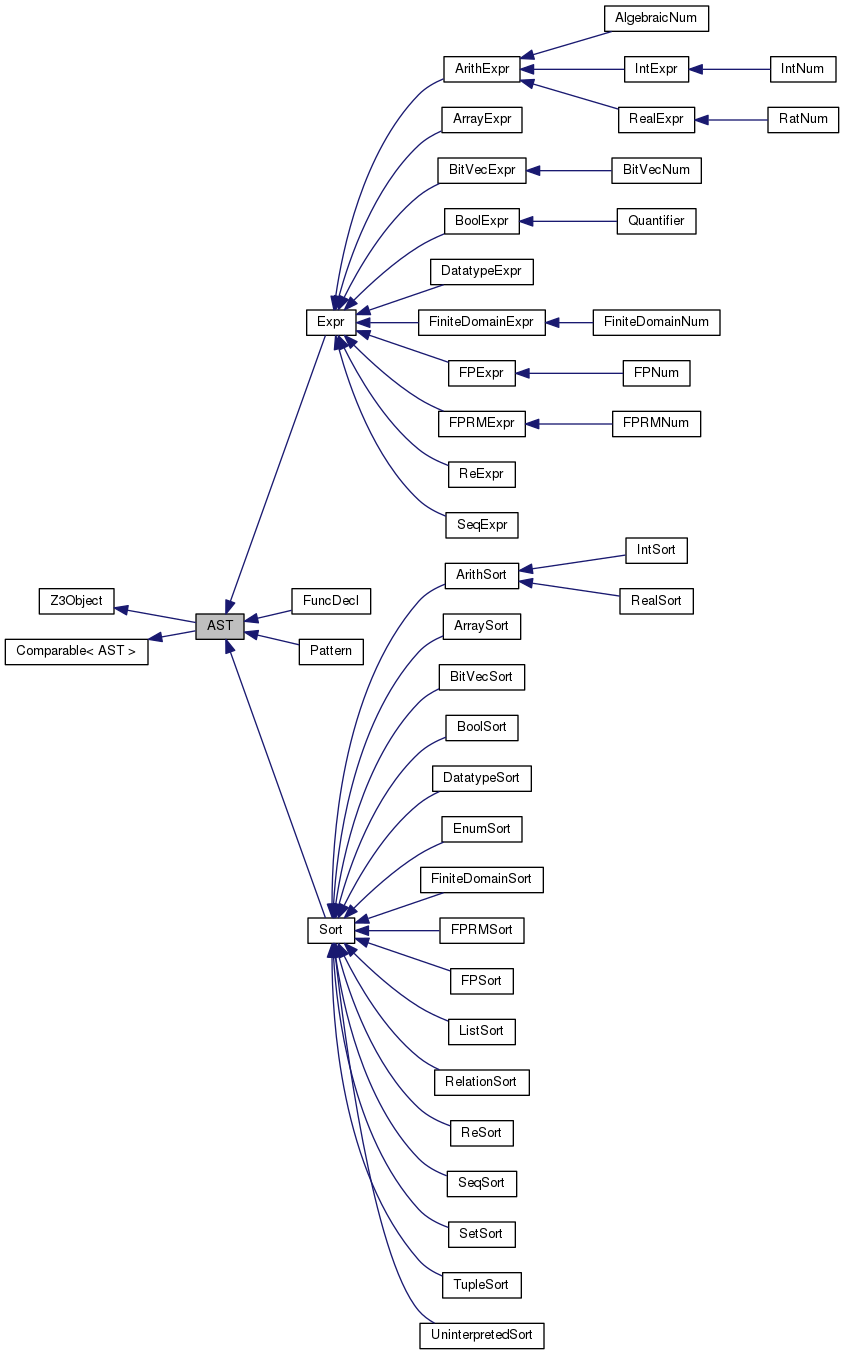 AlgebraicNum
ArithExpr
IntExpr
IntNum
RealExpr
RatNum
ArrayExpr
BitVecExpr
BitVecNum
BoolExpr
Quantifier
DatatypeExpr
Expr
FiniteDomainExpr
FiniteDomainNum
FPExpr
FPNum
FPRMExpr
FPRMNum
ReExpr
SeqExpr
IntSort
ArithSort
RealSort
Z3Object
FuncDecl
AST
Comparable< AST >
Pattern
ArraySort
BitVecSort
BoolSort
DatatypeSort
EnumSort
FiniteDomainSort
Sort
FPRMSort
FPSort
ListSort
RelationSort
ReSort
SeqSort
SetSort
TupleSort
UninterpretedSort